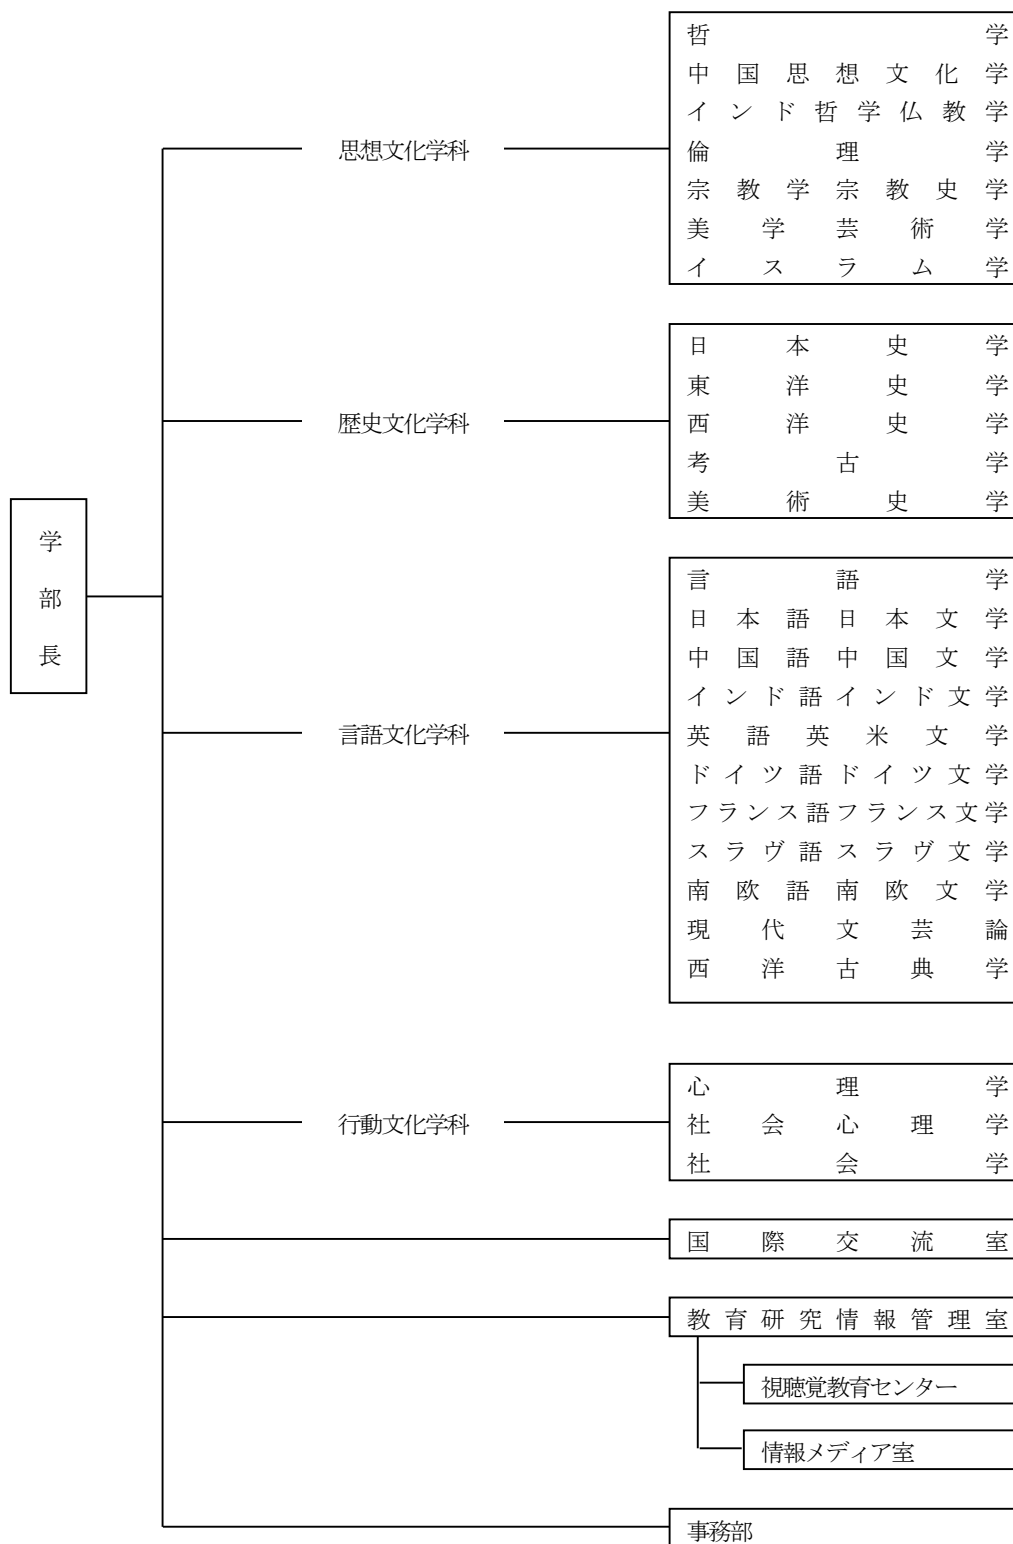 学部長
思想文化学科
哲学
中国思想文化学
インド哲学仏教学
倫理学
宗教学宗教史学
美学芸術学
イスラム学
歴史文化学科
日本史学
東洋史学
西洋史学
考古学
美術史学
言語文化学科
言語学
日本語日本文学
中国語中国文学
インド語インド文学
英語英米文学
ドイツ語ドイツ文学
フランス語フランス文学
スラヴ語スラヴ文学
南欧語南欧文学
現代文芸論
西洋古典学
行動文化学科
心理学
社会心理学
社会学
国際交流室
教育研究情報管理室
視聴覚教育センター
情報メディア室
事務部